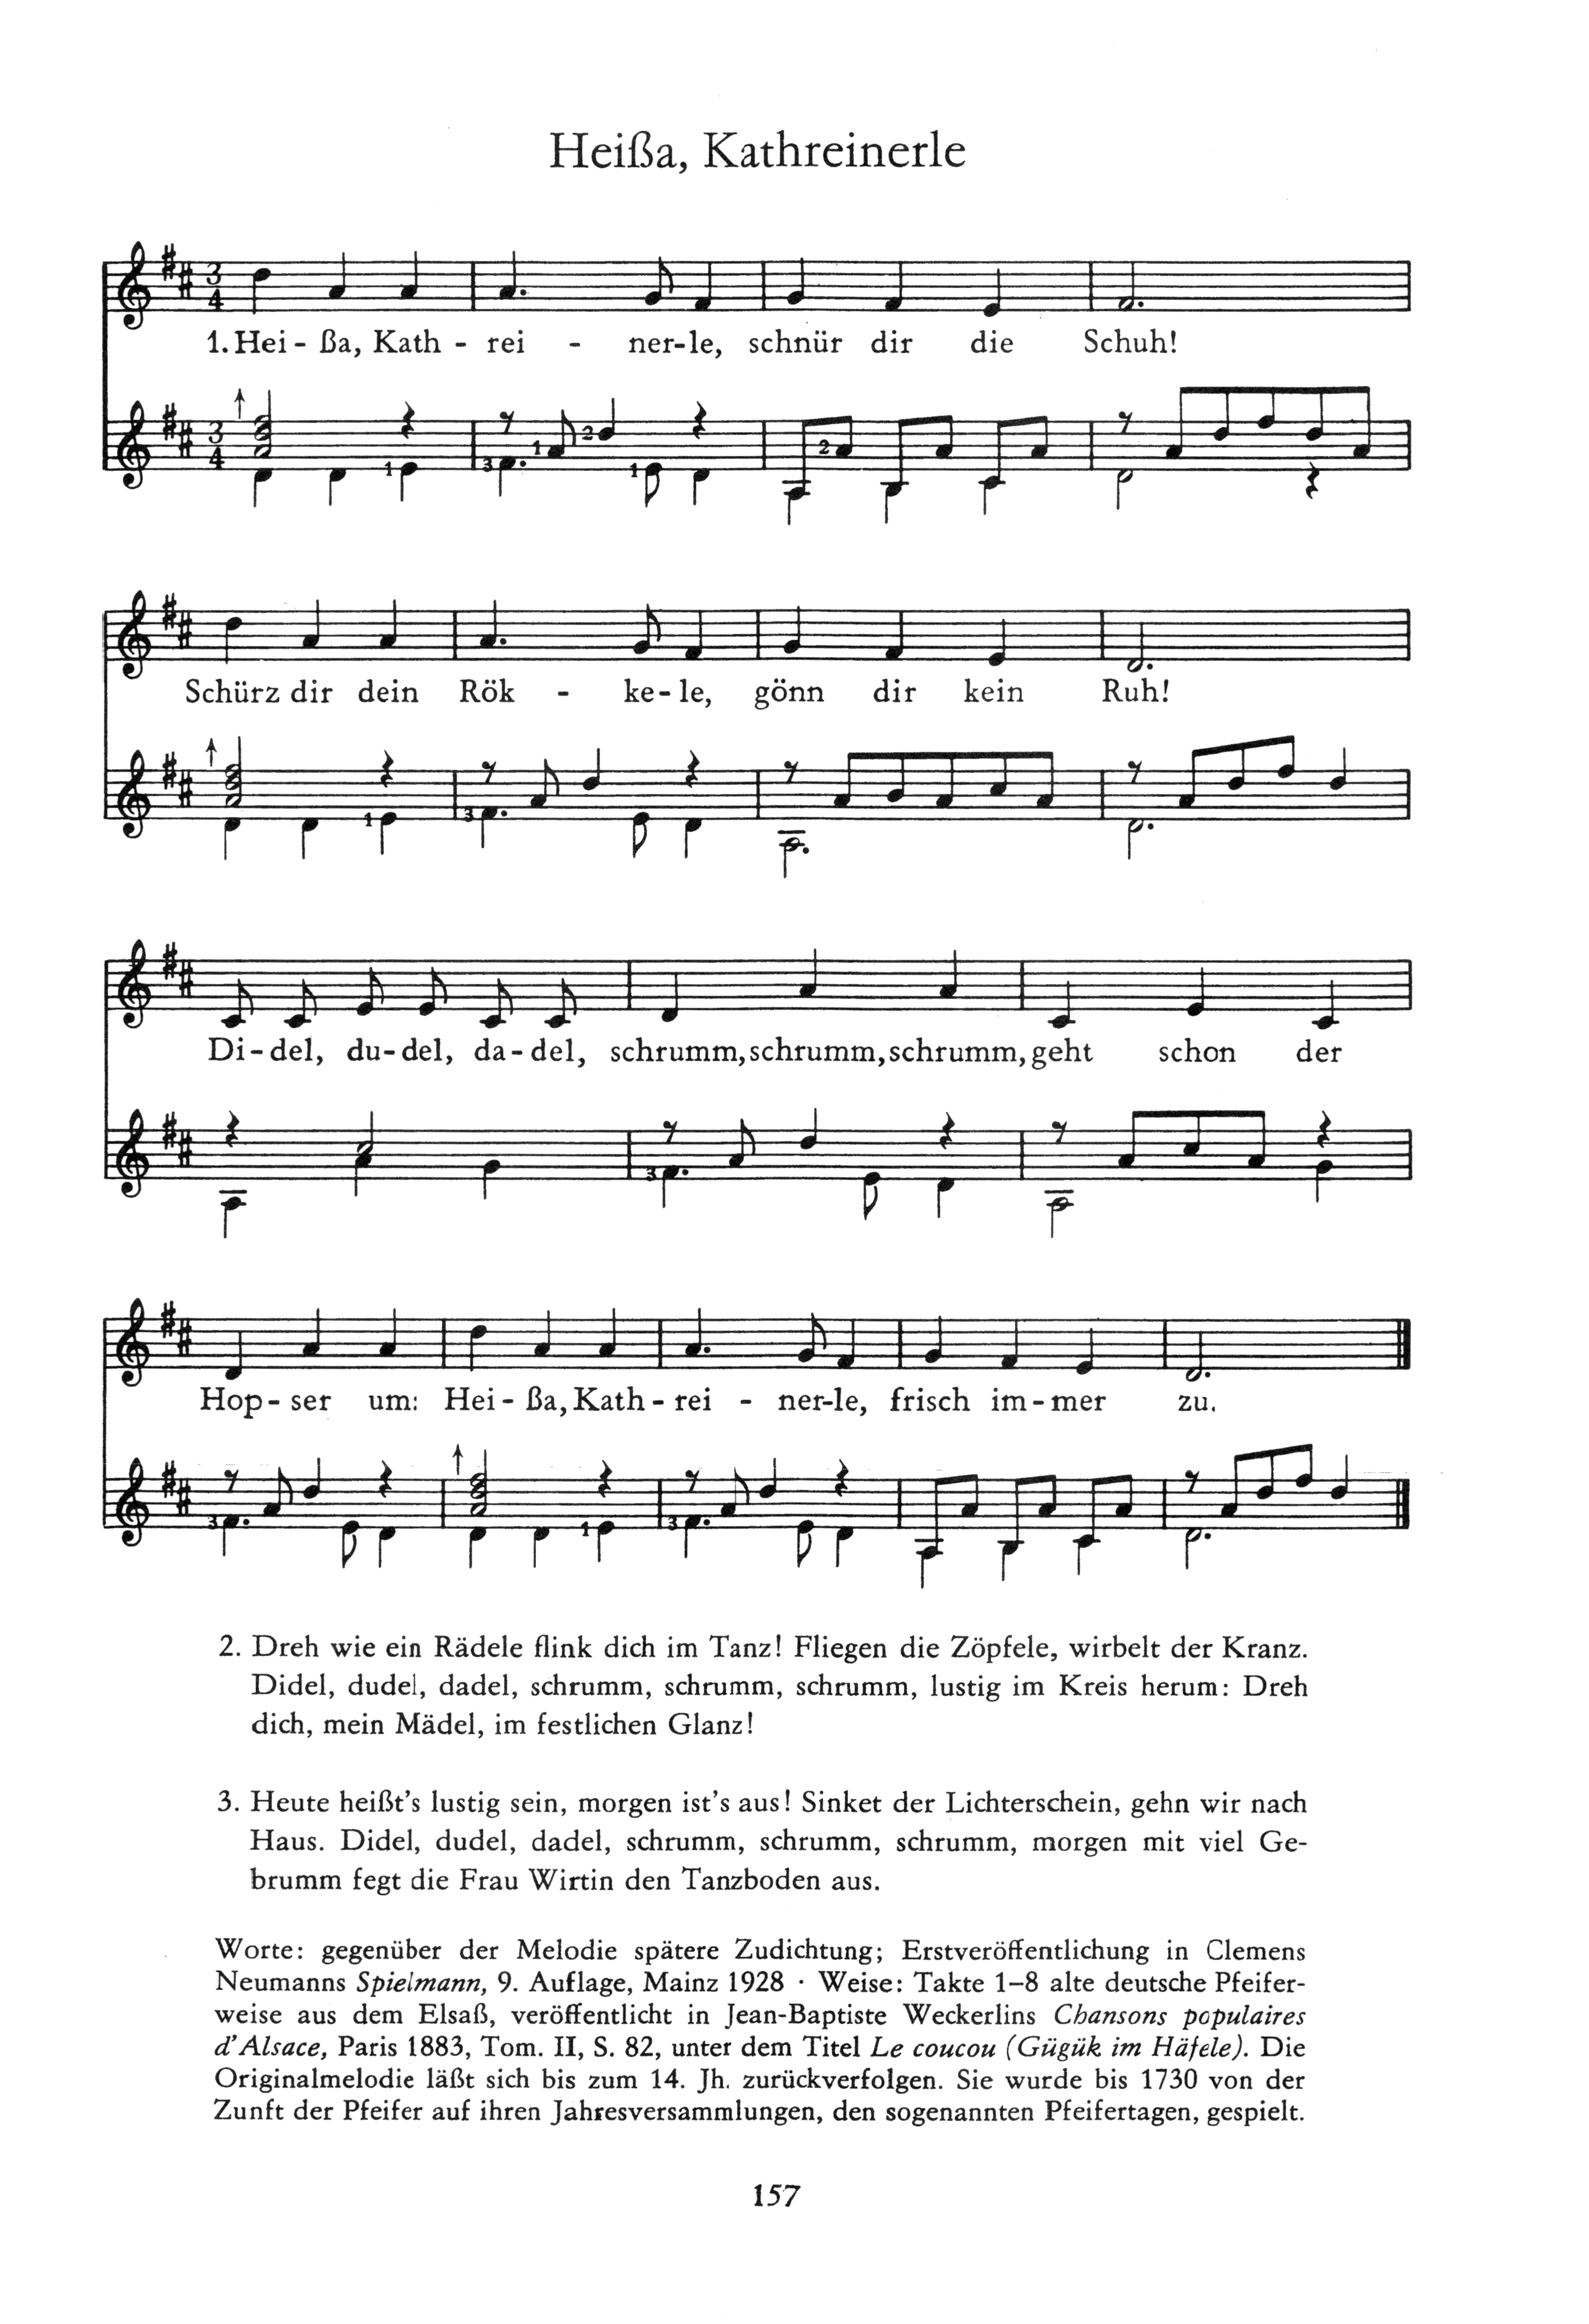 Heißa, Kathreinerle
1. Hei - ßa, Kath - rei - ner-le, schnür dir die Schuh!
Schürz dir dein Rök - ke-le, gönn dir kein Ruh!
Di-del, du-del, da-del, schrumm, schrumm, schrumm, geht schon der
Hop-ser um: Hei - ßa, Kath - rei - ner-le, frisch im-mer zu.
2. Dreh wie ein Rädele flink dich im Tanz! Fliegen die Zöpfele, wirbelt der Kranz.
Didel, dudel, dadel, schrumm, schrumm, schrumm, lustig im Kreis herum: Dreh
dich, mein Mädel, im festlichen Glanz!
3. Heute heißt's lustig sein, morgen ist's aus! Sinket der Lichterschein, gehn wir nach
Haus. Didel, dudel, dadel, schrumm, schrumm, schrumm, morgen mit viel Ge-
brumm fegt die Frau Wirtin den Tanzboden aus.
Worte: gegenüber der Melodie spätere Zudichtung; Erstveröffentlichung in Clemens
Neumanns Spielmann, 9. Auflage, Mainz 1928 · Weise: Takte 1–8 alte deutsche Pfeifer-
weise aus dem Elsaß, veröffentlicht in Jean-Baptiste Weckerlins Chansons populaires
d'Alsace, Paris 1883, Tom. II, S. 82, unter dem Titel Le coucou (Gügük im Häfele). Die
Originalmelodie läßt sich bis zum 14. Jh. zurückverfolgen. Sie wurde bis 1730 von der
Zunft der Pfeifer auf ihren Jahresversammlungen, den sogenannten Pfeifertagen, gespielt.
157